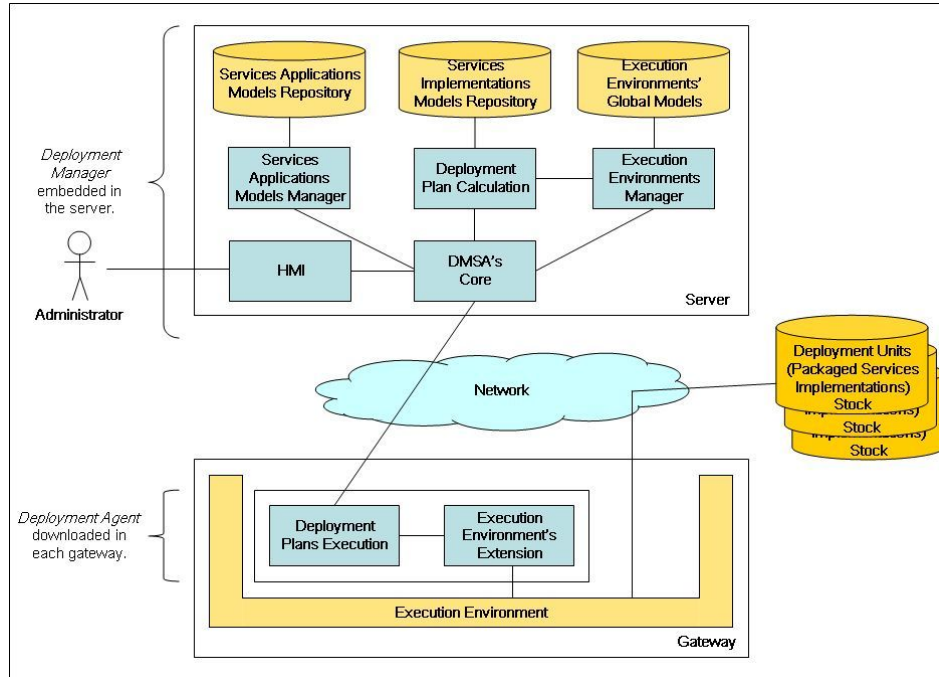 Services Applications
Models Repository
Services
Implementations
Models Repository
Execution
Environments'
Global Models
Deployment
Manager
embedded in
the server.
Services
Applications
Models Manager
Deployment
Plan Calculation
Execution
Environments
Manager
HMI
DMSA's
Core
Server
Administrator
Network
Deployment Units
(Packaged Services
Implementations)
Stock
Implementations)
Stock
Implementations)
Stock
Deployment Agent
downloaded in
each gateway.
Deployment
Plans Execution
Execution
Environment's
Extension
Execution Environment
Gateway